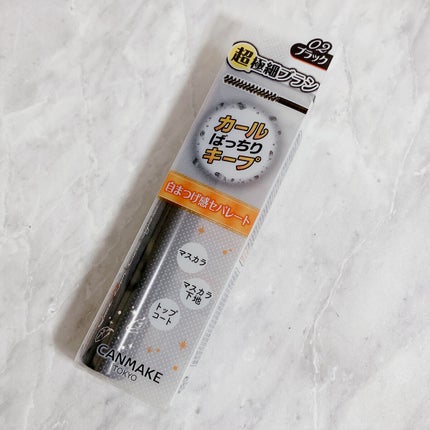 02
ブラック
超極細ブラシ
カール
ばっちり
キープ
自まつげ感セパレート
マスカラ
マスカラ
下地
トップ
コート
CANMAKE
TOKYO